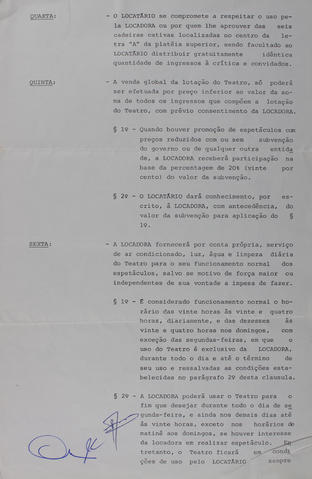 QUARTA: - O LOCATÁRIO se compromete a respeitar o uso pe-
la LOCADORA ou por quem lhe aprouver das seis
cadeiras cativas localizadas no centro da le-
tra "A" da platéia superior, sendo facultado ao
LOCATÁRIO distribuir gratuitamente idêntica
quantidade de ingressos à crítica e convidados.
QUINTA: - A venda global da lotação do Teatro, só poderá
ser efetuada por preço inferior ao valor da so-
ma de todos os ingressos que compõem a lotação
do Teatro, com prévio consentimento da LOCADORA.
§ 1º - Quando houver promoção de espetáculos com
preços reduzidos com ou sem subvenção
do governo ou de qualquer outra entida
de, a LOCADORA receberá participação na
base da percentagem de 20% (vinte por
cento) do valor da subvenção.
§ 2º - O LOCATÁRIO dará conhecimento, por es-
crito, à LOCADORA, com antecedência, do
valor da subvenção para aplicação do §
1º.
SEXTA: - A LOCADORA fornecerá por conta própria, serviço
de ar condicionado, luz, água e limpeza diária
do Teatro para o seu funcionamento normal dos
espetáculos, salvo se motivo de força maior ou
independentes de sua vontade a impeça de fazer.
§ 1º - É considerado funcionamento normal o ho-
rário das vinte horas às vinte e quatro
horas, diariamente, e das dezesseis às
vinte e quatro horas nos domingos, com
exceção das segundas-feiras, em que o
uso do Teatro é exclusivo da LOCADORA,
durante todo o dia e até o término de
seu uso e ressalvadas as condições esta-
belecidas no parágrafo 2º desta clausula.
§ 2º - A LOCADORA poderá usar o Teatro para o
fim que desejar durante todo o dia de se
gunda-feira, e ainda nos demais dias até
às vinte horas, exceto nos horários de
matinê aos domingos, se houver interesse
da locadora em realizar espetáculo. En
tretanto, o Teatro ficará em condi
ções de uso pelo LOCATÁRIO sempre